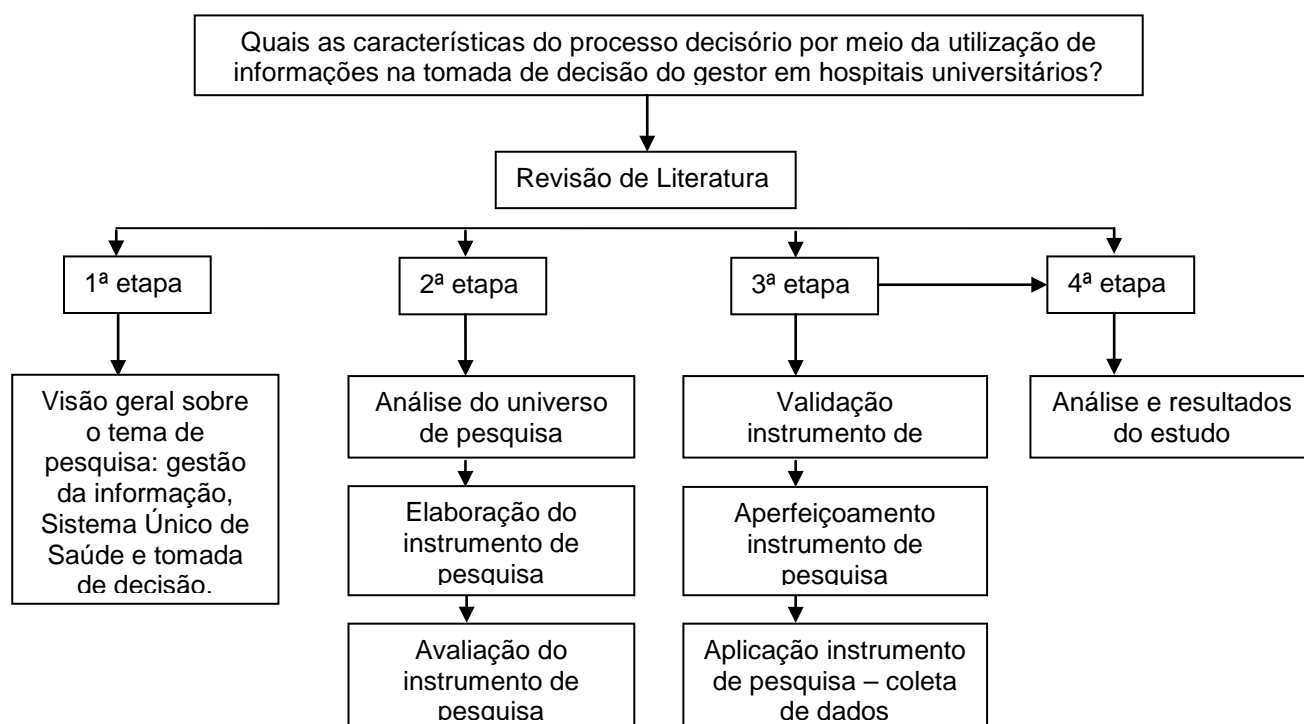 Quais as características do processo decisório por meio da utilização de
informações na tomada de decisão do gestor em hospitais universitários?
Revisão de Literatura
1ª etapa
2ª etapa
3ª etapa
4ª etapa
Visão geral sobre
o tema de
pesquisa: gestão
da informação,
Sistema Único de
Saúde e tomada
de decisão.
Análise do universo
de pesquisa
Elaboração do
instrumento de
pesquisa
Avaliação do
instrumento de
pesquisa
Validação
instrumento de
Aperfeiçoamento
instrumento de
pesquisa
Aplicação instrumento
de pesquisa – coleta
de dados
Análise e resultados
do estudo